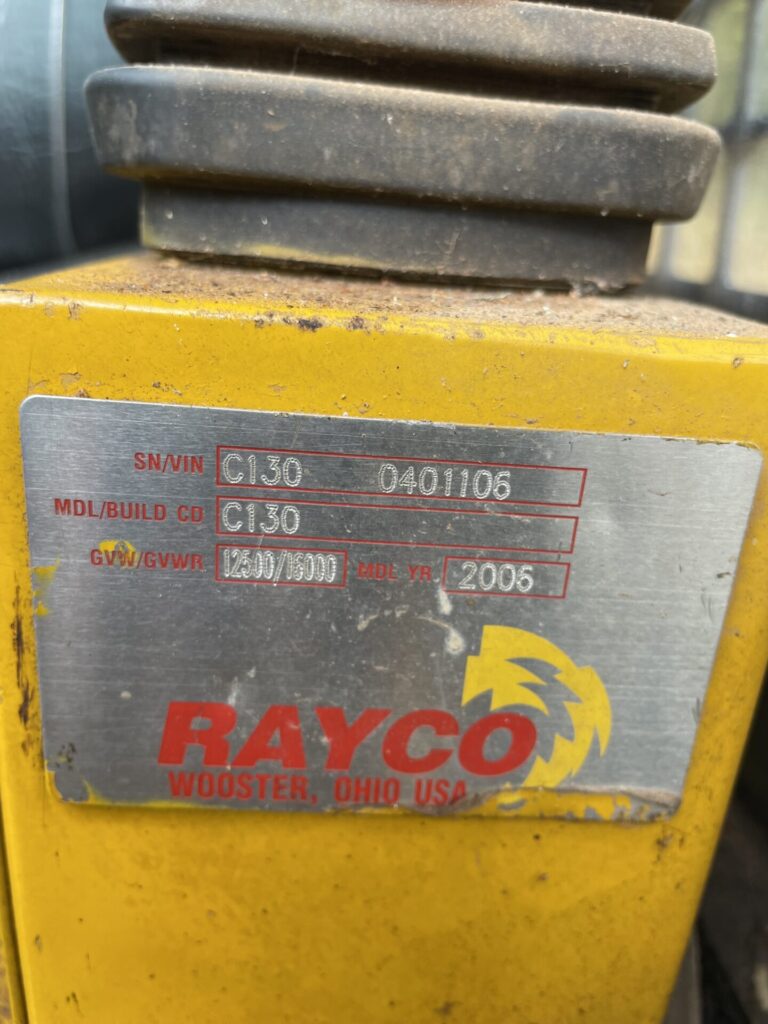 SN/VIN C130 0401106
MDL/BUILD CD C130
GVW/GVWR 12500/16000 MDL YR 2006
RAYCO
WOOSTER, OHIO USA